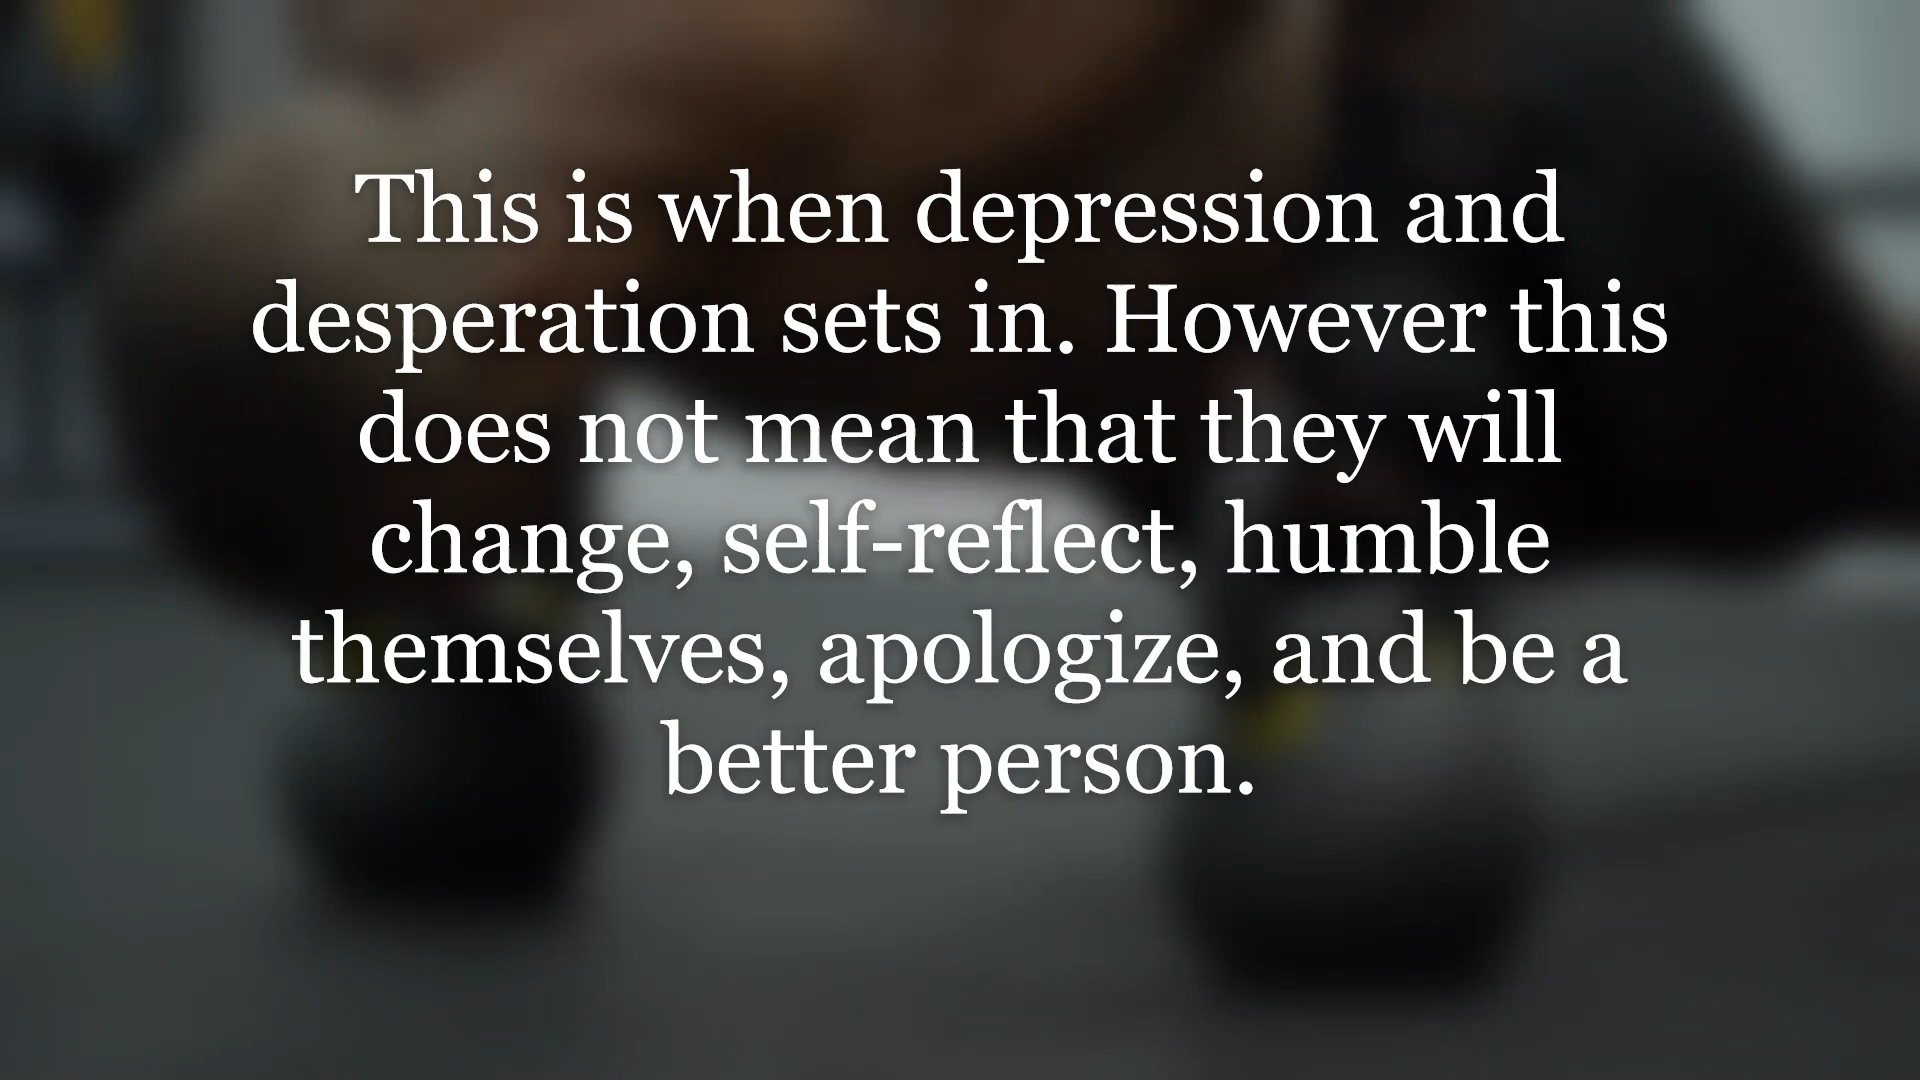 This is when depression and
desperation sets in. However this
does not mean that they will
change, self-reflect, humble
themselves, apologize, and be a
better person.